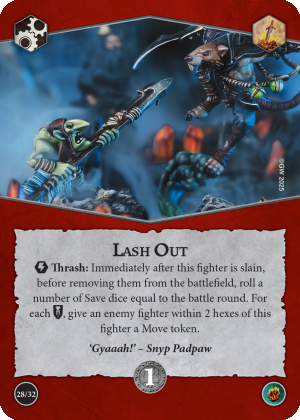 ©GW 2025
Lash Out
Thrash: Immediately after this fighter is slain,
before removing them from the battlefield, roll a
number of Save dice equal to the battle round. For
each , give an enemy fighter within 2 hexes of this
fighter a Move token.
‘Gyaaah!’ – Snyp Padpaw
1
28/32